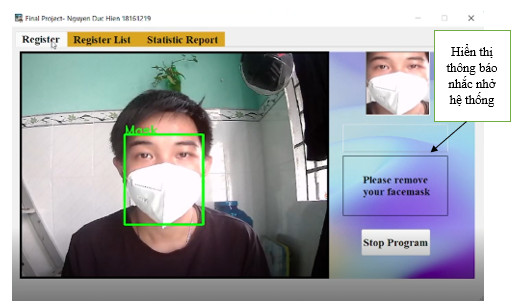 Final Project- Nguyen Duc Hien 18161219
Register
Register List
Statistic Report
Mask
Hiển thị
thông báo
nhắc nhở
hệ thống
Please remove
your facemask
Stop Program